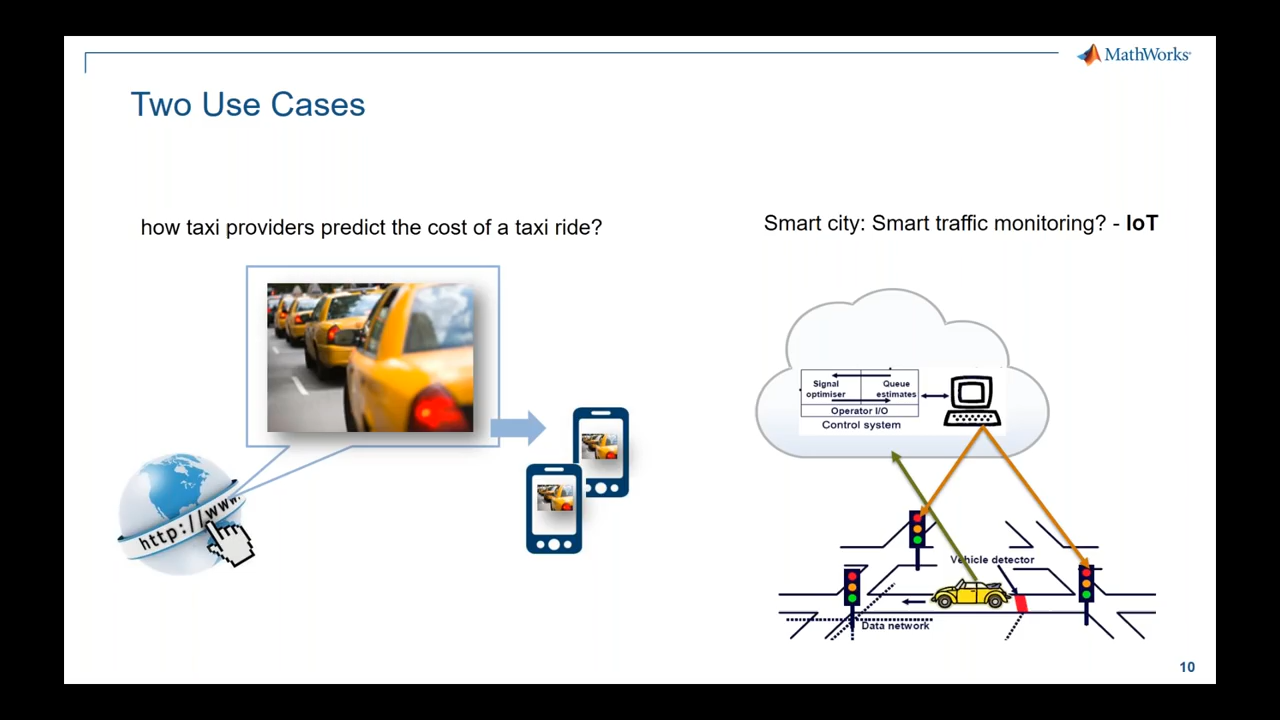 MathWorks®
Two Use Cases
how taxi providers predict the cost of a taxi ride?
http://www.
Smart city: Smart traffic monitoring? - IoT
Signal
optimiser
Queue
estimates
Operator I/O
Control system
Vehicle detector
Data network
10